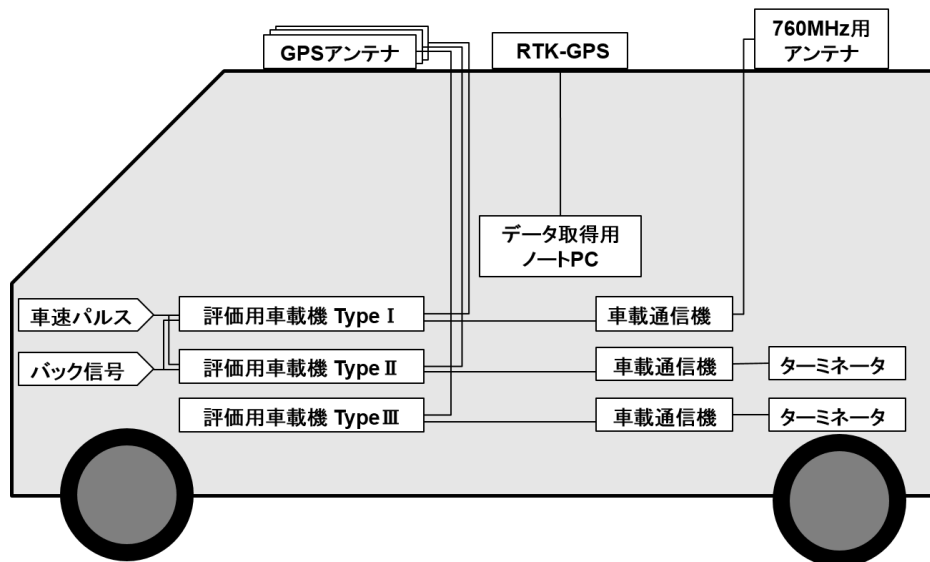 GPSアンテナ
RTK-GPS
760MHz用
アンテナ
データ取得用
ノートPC
車速パルス
評価用車載機 Type Ⅰ
車載通信機
バック信号
評価用車載機 Type Ⅱ
車載通信機
ターミネータ
評価用車載機 Type Ⅲ
車載通信機
ターミネータ